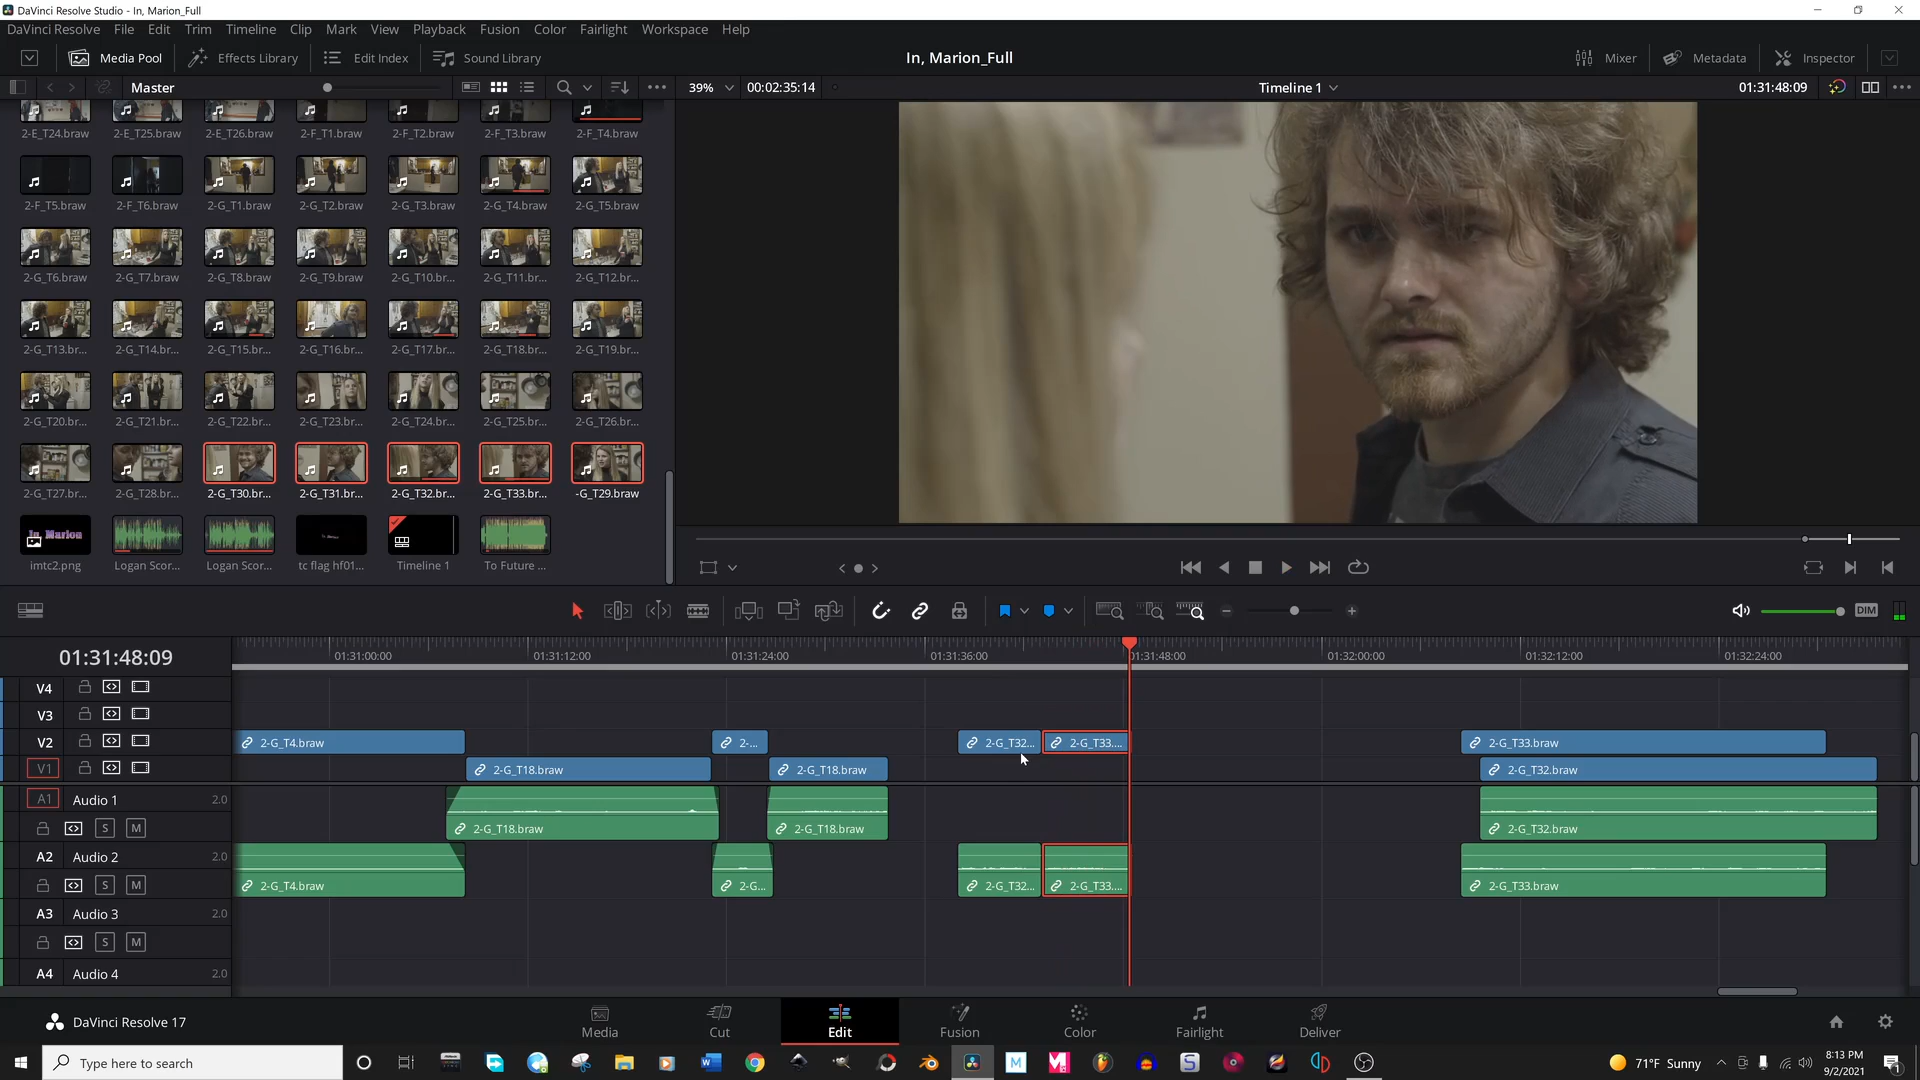 DaVinci Resolve Studio - In, Marion_Full
DaVinci Resolve File Edit Trim Timeline Clip Mark View Playback Fusion Color Fairlight Workspace Help
Media Pool Effects Library Edit Index Sound Library In, Marion_Full Mixer Metadata Inspector
Master 39% 00:02:35:14 Timeline 1 01:31:48:09
2-E_T24.braw 2-E_T25.braw 2-E_T26.braw 2-F_T1.braw 2-F_T2.braw 2-F_T3.braw 2-F_T4.braw
2-F_T5.braw 2-F_T6.braw 2-G_T1.braw 2-G_T2.braw 2-G_T3.braw 2-G_T4.braw 2-G_T5.braw
2-G_T6.braw 2-G_T7.braw 2-G_T8.braw 2-G_T9.braw 2-G_T10.br... 2-G_T11.br... 2-G_T12.br...
2-G_T13.br... 2-G_T14.br... 2-G_T15.br... 2-G_T16.br... 2-G_T17.br... 2-G_T18.br... 2-G_T19.br...
2-G_T20.br... 2-G_T21.br... 2-G_T22.br... 2-G_T23.br... 2-G_T24.br... 2-G_T25.br... 2-G_T26.br...
2-G_T27.br... 2-G_T28.br... 2-G_T30.br... 2-G_T31.br... 2-G_T32.br... 2-G_T33.br... -G_T29.braw
In, Marion
imtc2.png Logan Scor... Logan Scor... tc flag hf01... Timeline 1 To Future ...
DIM
01:31:48:09 01:31:00:00 01:31:12:00 01:31:24:00 01:31:36:00 01:31:48:00 01:32:00:00 01:32:12:00 01:32:24:00
V4
V3
V2 2-G_T4.braw 2-... 2-G_T32... 2-G_T33.... 2-G_T33.braw
V1 2-G_T18.braw 2-G_T18.braw 2-G_T32.braw
A1 Audio 1 2.0
S M 2-G_T18.braw 2-G_T18.braw 2-G_T32.braw
A2 Audio 2 2.0
S M 2-G_T4.braw 2-G... 2-G_T32... 2-G_T33.... 2-G_T33.braw
A3 Audio 3 2.0
S M
A4 Audio 4 2.0
DaVinci Resolve 17 Media Cut Edit Fusion Color Fairlight Deliver
Type here to search 71°F Sunny 8:13 PM
9/2/2021